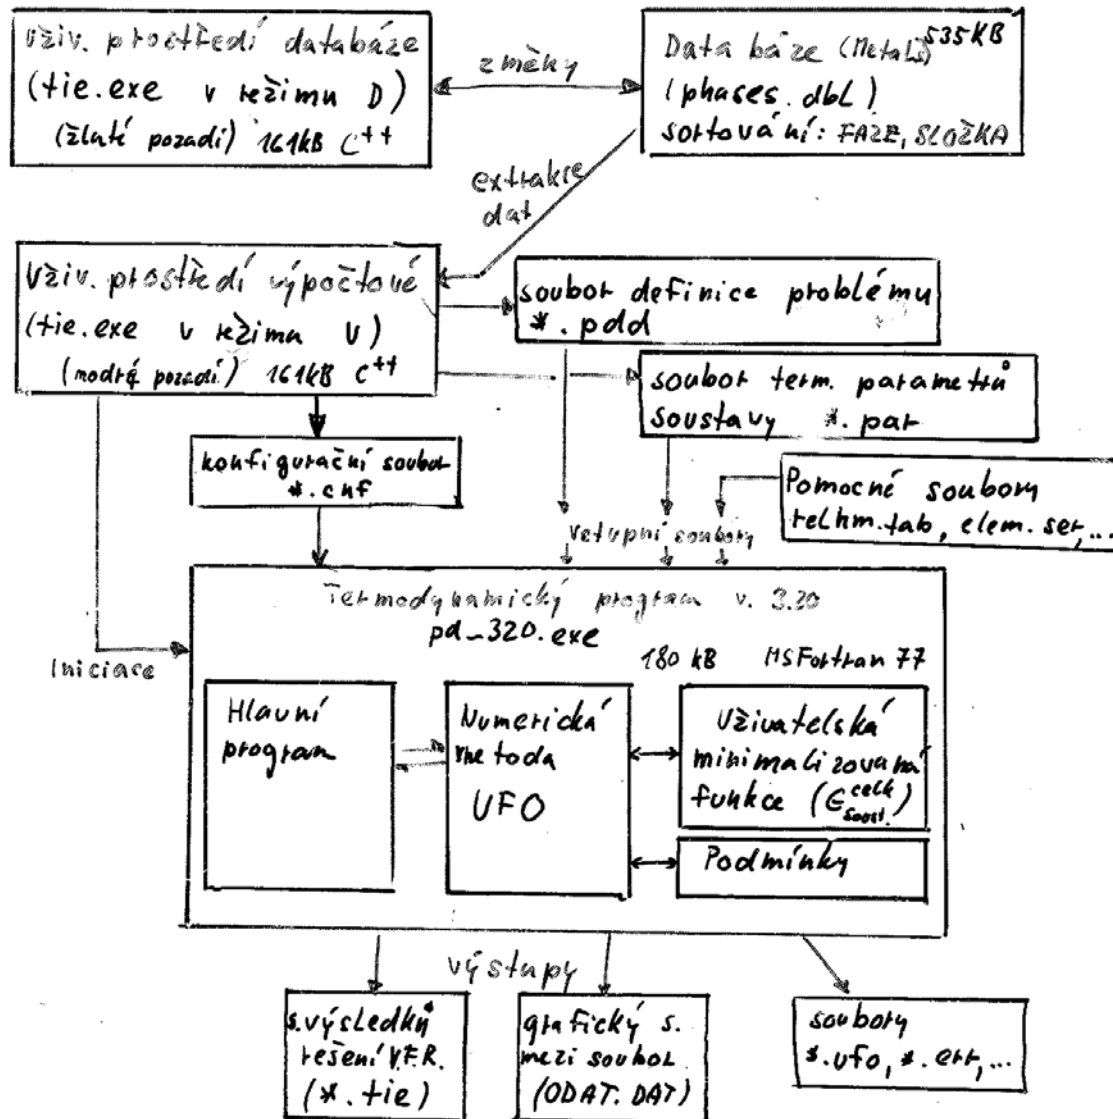 Uživ. prostředí databáze
(tie.exe v režimu D)
(žluté pozadí) 161kB C++
změny
Data báze (Metals) 535KB
(phases.dbL)
sortování: FÁZE, SLOŽKA
extrakce
dat
Uživ. prostředí výpočtové
(tie.exe v režimu V)
(modré pozadí) 161kB C++
soubor definice problému
*.pdd
soubor term. parametrů
soustavy *.par
konfigurační soubor
*.cnf
Pomocné soubory
relhm.tab, elem.ser,...
Vstupní soubory
Termodynamický program v. 3.20
pd_320.exe
180 kB MSFortran 77
Iniciace
Hlavní
program
Numerická
metoda
UFO
Uživatelská
minimalizovaná
funkce (G celk soust.)
Podmínky
výstupy
s.výsledků
řešení V.F.R.
(*.tie)
grafický s.
mezi soubor
(ODAT.DAT)
soubory
*.ufo, *.err,...